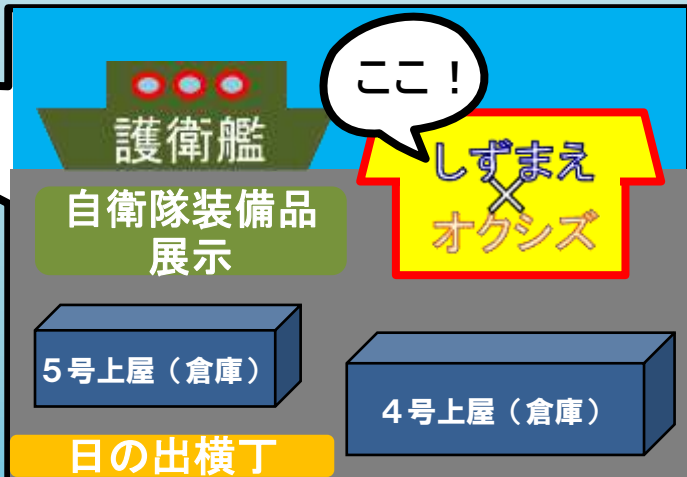 ここ！
護衛艦
しずまえ
×
オクシズ
自衛隊装備品
展示
５号上屋（倉庫）
４号上屋（倉庫）
日の出横丁